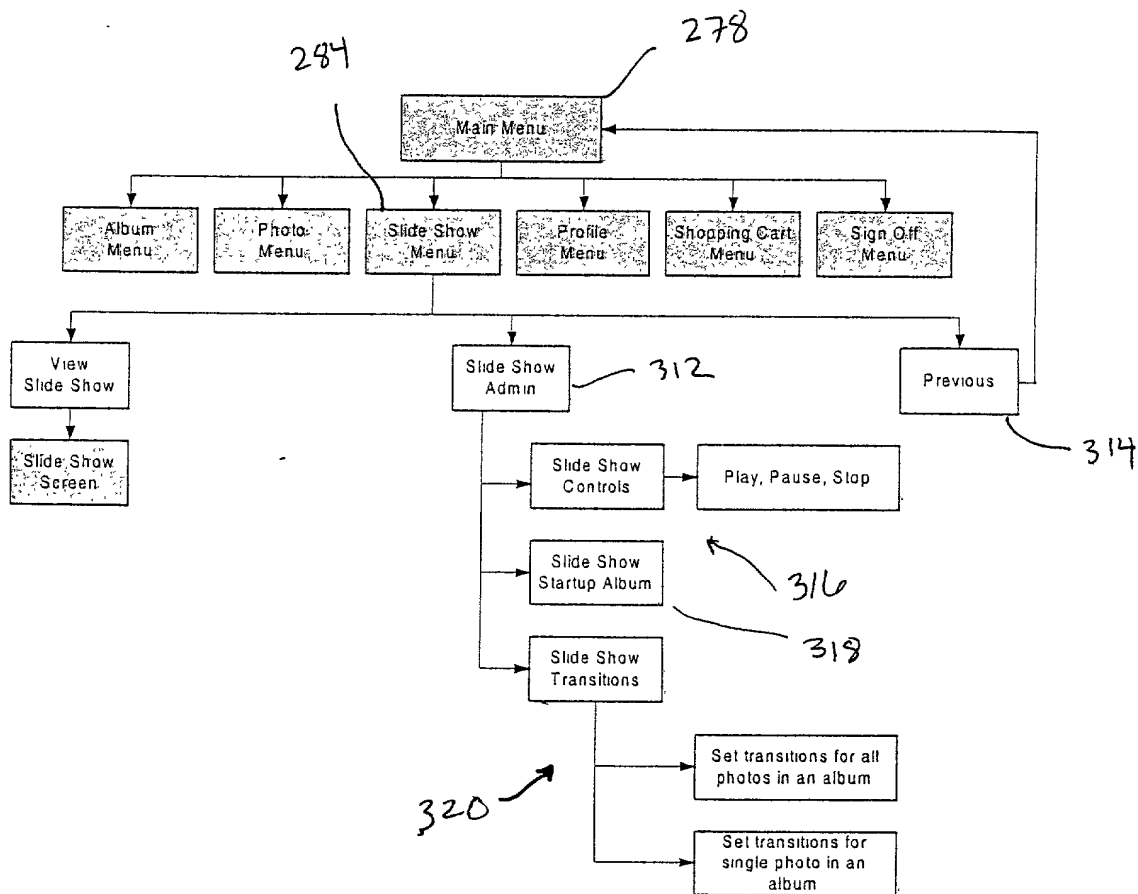 278
284
Main Menu
Album
Menu
Photo
Menu
Slide Show
Menu
Profile
Menu
Shopping Cart
Menu
Sign Off
Menu
View
Slide Show
Slide Show
Admin
312
Previous
314
Slide Show
Screen
Slide Show
Controls
Play, Pause, Stop
316
Slide Show
Startup Album
318
Slide Show
Transitions
320
Set transitions for all
photos in an album
Set transitions for
single photo in an
album